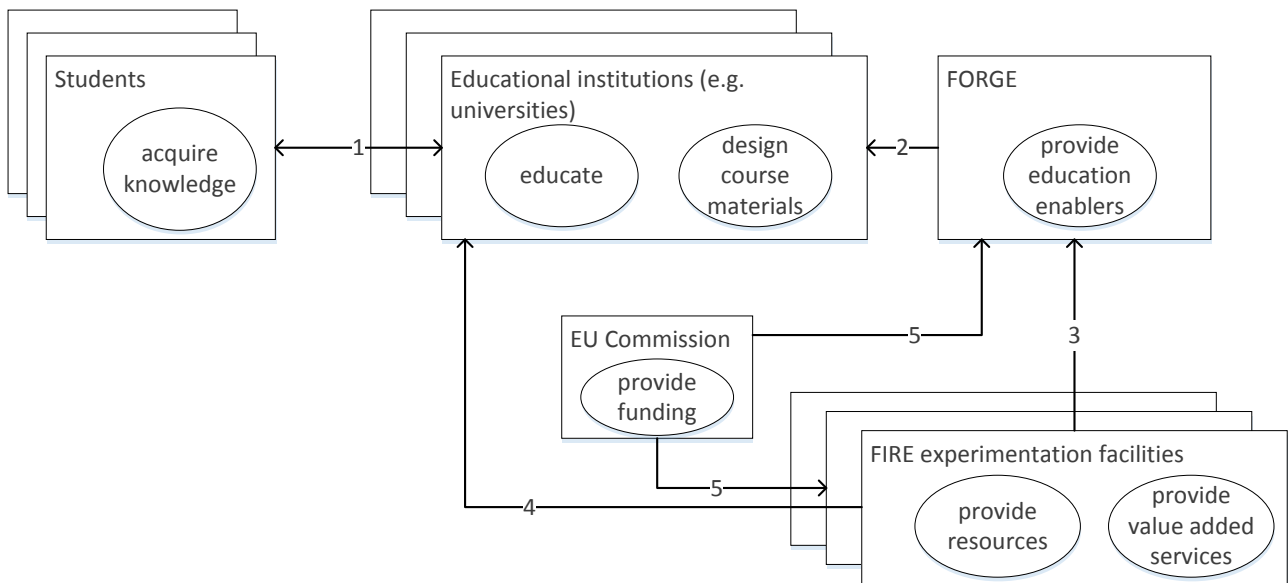 Students
acquire
knowledge
1
Educational institutions (e.g.
universities)
educate
design
course
materials
2
FORGE
provide
education
enablers
EU Commission
provide
funding
5
3
5
4
FIRE experimentation facilities
provide
resources
provide
value added
services